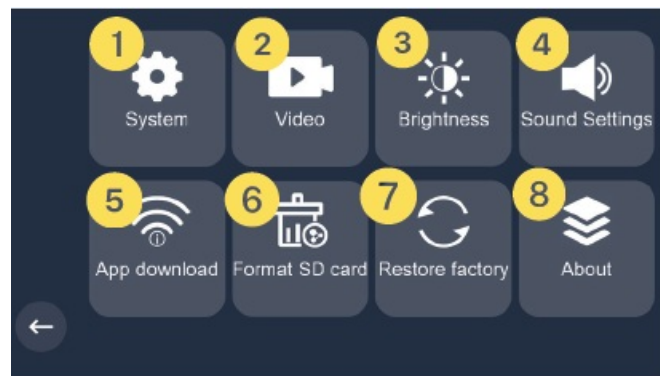 1 2 3 4
System Video Brightness Sound Settings
5 6 7 8
App download Format SD card Restore factory About